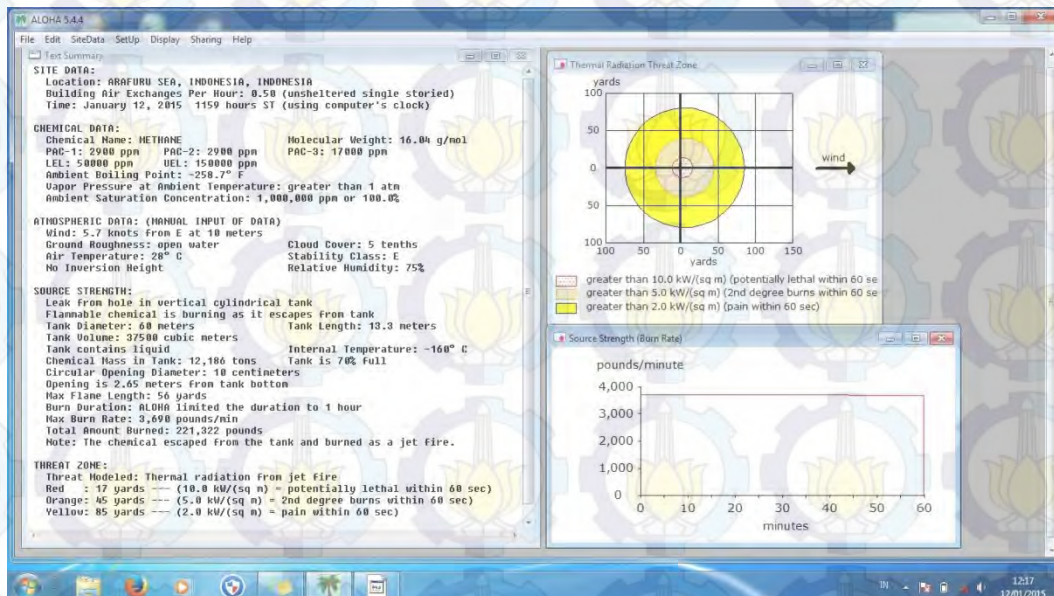 ALOHA 5.4.4
File Edit SiteData SetUp Display Sharing Help
Text Summary
SITE DATA:
Location: ARAFURU SEA, INDONESIA, INDONESIA
Building Air Exchanges Per Hour: 0.50 (unsheltered single storied)
Time: January 12, 2015 1159 hours ST (using computer's clock)
CHEMICAL DATA:
Chemical Name: METHANE Molecular Weight: 16.04 g/mol
PAC-1: 2900 ppm PAC-2: 2900 ppm PAC-3: 17000 ppm
LEL: 50000 ppm UEL: 150000 ppm
Ambient Boiling Point: -258.7° F
Vapor Pressure at Ambient Temperature: greater than 1 atm
Ambient Saturation Concentration: 1,000,000 ppm or 100.0%
ATMOSPHERIC DATA: (MANUAL INPUT OF DATA)
Wind: 5.7 knots from E at 10 meters
Ground Roughness: open water Cloud Cover: 5 tenths
Air Temperature: 28° C Stability Class: E
No Inversion Height Relative Humidity: 75%
SOURCE STRENGTH:
Leak from hole in vertical cylindrical tank
Flammable chemical is burning as it escapes from tank
Tank Diameter: 60 meters Tank Length: 13.3 meters
Tank Volume: 37500 cubic meters
Tank contains liquid Internal Temperature: -160° C
Chemical Mass in Tank: 12,186 tons Tank is 70% full
Circular Opening Diameter: 10 centimeters
Opening is 2.65 meters from tank bottom
Max Flame Length: 56 yards
Burn Duration: ALOHA limited the duration to 1 hour
Max Burn Rate: 3,690 pounds/min
Total Amount Burned: 221,322 pounds
Note: The chemical escaped from the tank and burned as a jet fire.
THREAT ZONE:
Threat Modeled: Thermal radiation from jet fire
Red : 17 yards --- (10.0 kW/(sq m) = potentially lethal within 60 sec)
Orange: 45 yards --- (5.0 kW/(sq m) = 2nd degree burns within 60 sec)
Yellow: 85 yards --- (2.0 kW/(sq m) = pain within 60 sec)
Thermal Radiation Threat Zone
yards
100
50
0
50
100
100 50 0 50 100 150
yards
wind
greater than 10.0 kW/(sq m) (potentially lethal within 60 se
greater than 5.0 kW/(sq m) (2nd degree burns within 60 se
greater than 2.0 kW/(sq m) (pain within 60 sec)
Source Strength (Burn Rate)
pounds/minute
4,000
3,000
2,000
1,000
0
0 10 20 30 40 50 60
minutes
IN
12:17
12/01/2015